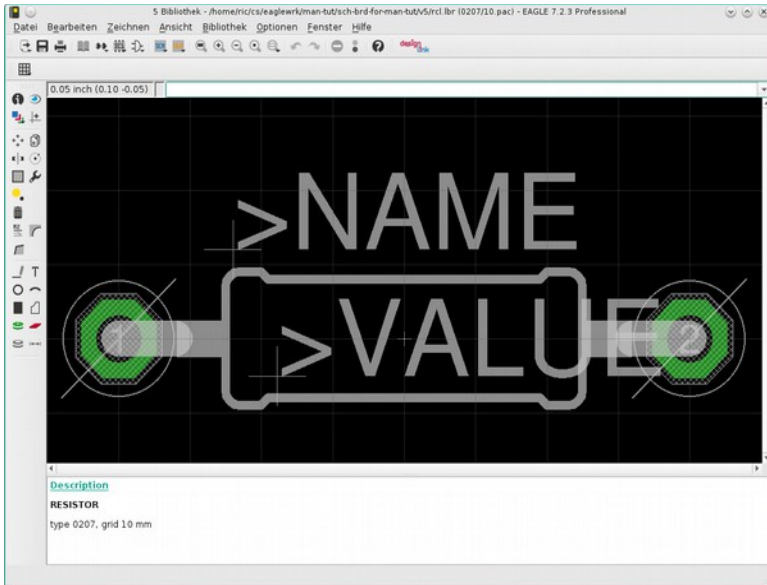 5 Bibliothek - /home/ric/cs/eaglewrk/man-tut/sch-brd-for-man-tut/v5/rcl.lbr (0207/10.pac) - EAGLE 7.2.3 Professional
Datei Bearbeiten Zeichnen Ansicht Bibliothek Optionen Fenster Hilfe
design link
0.05 inch (0.10 -0.05)
>NAME
1 >VALUE 2
Description
RESISTOR
type 0207, grid 10 mm